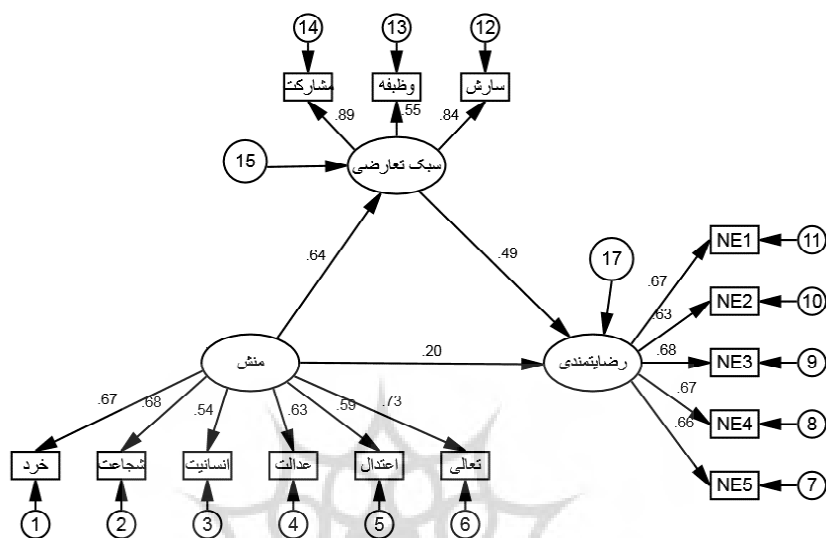 14
13
12
مشارکت
وظیفه
سارش
.89
.55
.84
15
سبک تعارضی
.64
.49
17
NE1
11
.67
NE2
10
.63
منش
.20
رضایتمندی
.68
NE3
9
.67
NE4
8
.66
NE5
7
.67
.68
.54
.63
.59
.73
خرد
شجاعت
انسانیت
عدالت
اعتدال
تعالی
1
2
3
4
5
6